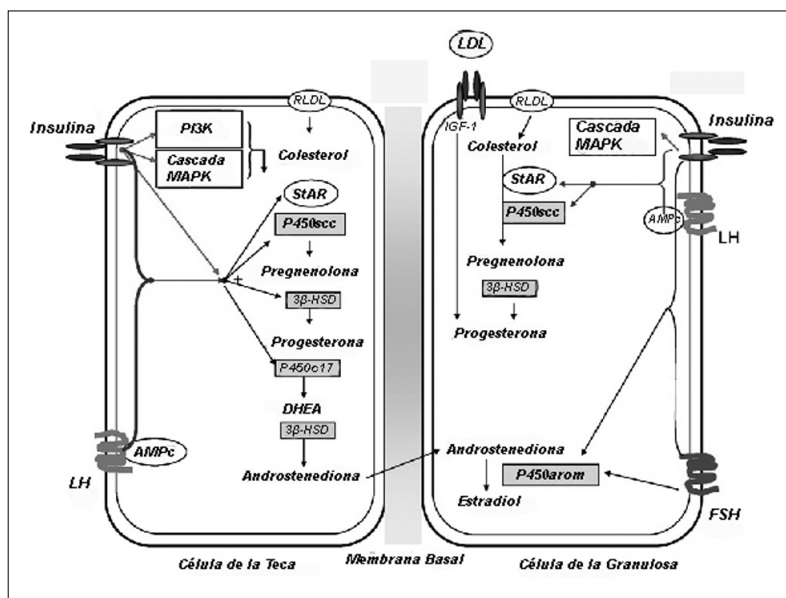 Insulina
PI3K
Cascada
MAPK
RLDL
Colesterol
StAR
P450scc
+
Pregnenolona
3β-HSD
Progesterona
P450c17
DHEA
3β-HSD
Androstenediona
AMPc
LH
Célula de la Teca
Membrana Basal
LDL
IGF-1
RLDL
Colesterol
Cascada
MAPK
Insulina
StAR
P450scc
AMPc
LH
Pregnenolona
3β-HSD
Progesterona
Androstenediona
P450arom
Estradiol
FSH
Célula de la Granulosa